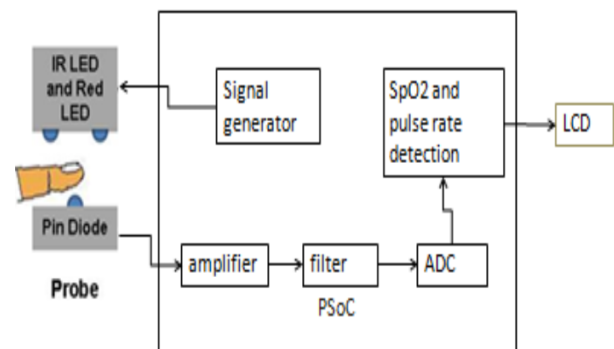 IR LED
and Red
LED
Signal
generator
SpO2 and
pulse rate
detection
LCD
Pin Diode
Probe
amplifier
filter
ADC
PSoC